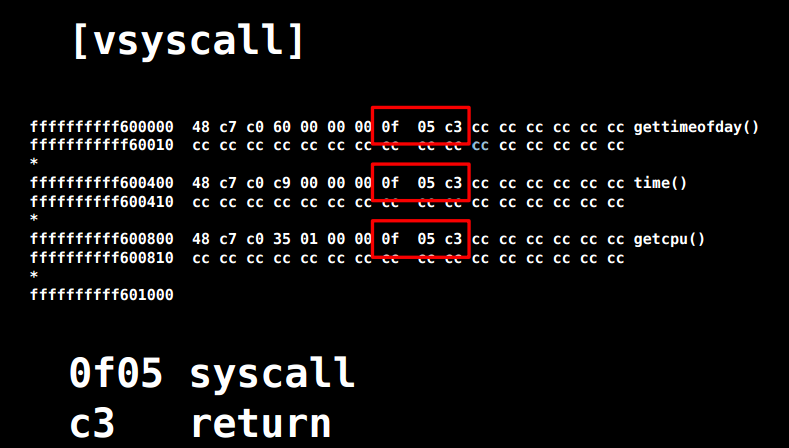 [vsyscall]
ffffffffff600000 48 c7 c0 60 00 00 00 0f 05 c3 cc cc cc cc cc cc gettimeofday()
fffffffffff60010 cc cc cc cc cc cc cc cc cc cc cc cc cc cc cc cc
*
ffffffffff600400 48 c7 c0 c9 00 00 00 0f 05 c3 cc cc cc cc cc cc time()
ffffffffff600410 cc cc cc cc cc cc cc cc cc cc cc cc cc cc cc cc
*
ffffffffff600800 48 c7 c0 35 01 00 00 0f 05 c3 cc cc cc cc cc cc getcpu()
ffffffffff600810 cc cc cc cc cc cc cc cc cc cc cc cc cc cc cc cc
*
ffffffffff601000
0f05 syscall
c3 return